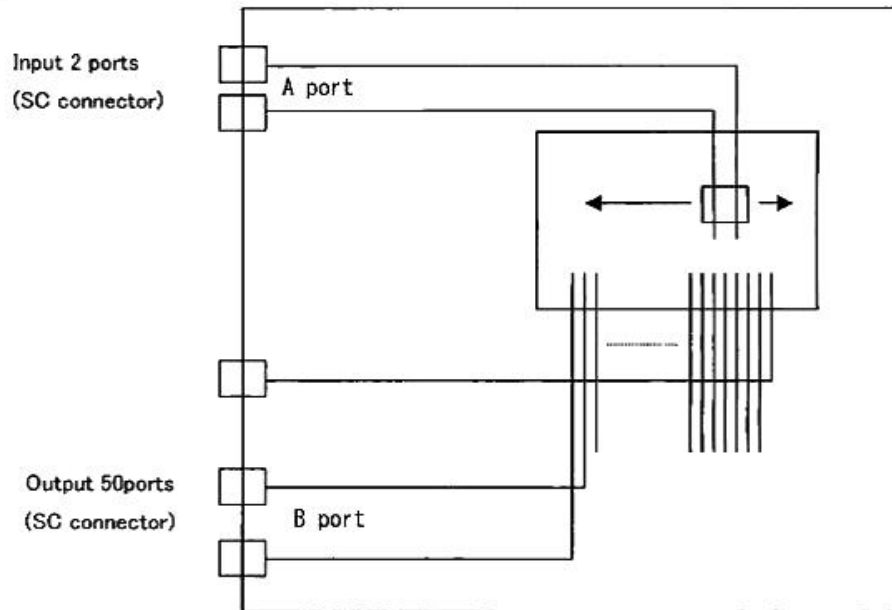 Input 2 ports
(SC connector)
A port
Output 50ports
(SC connector)
B port